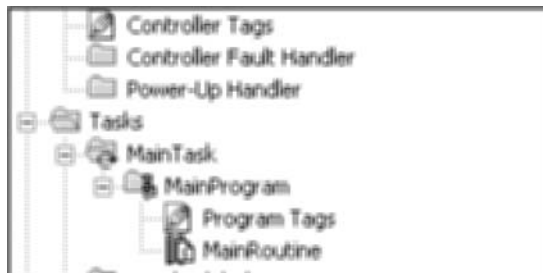 Controller Tags
Controller Fault Handler
Power-Up Handler
Tasks
MainTask
MainProgram
Program Tags
MainRoutine